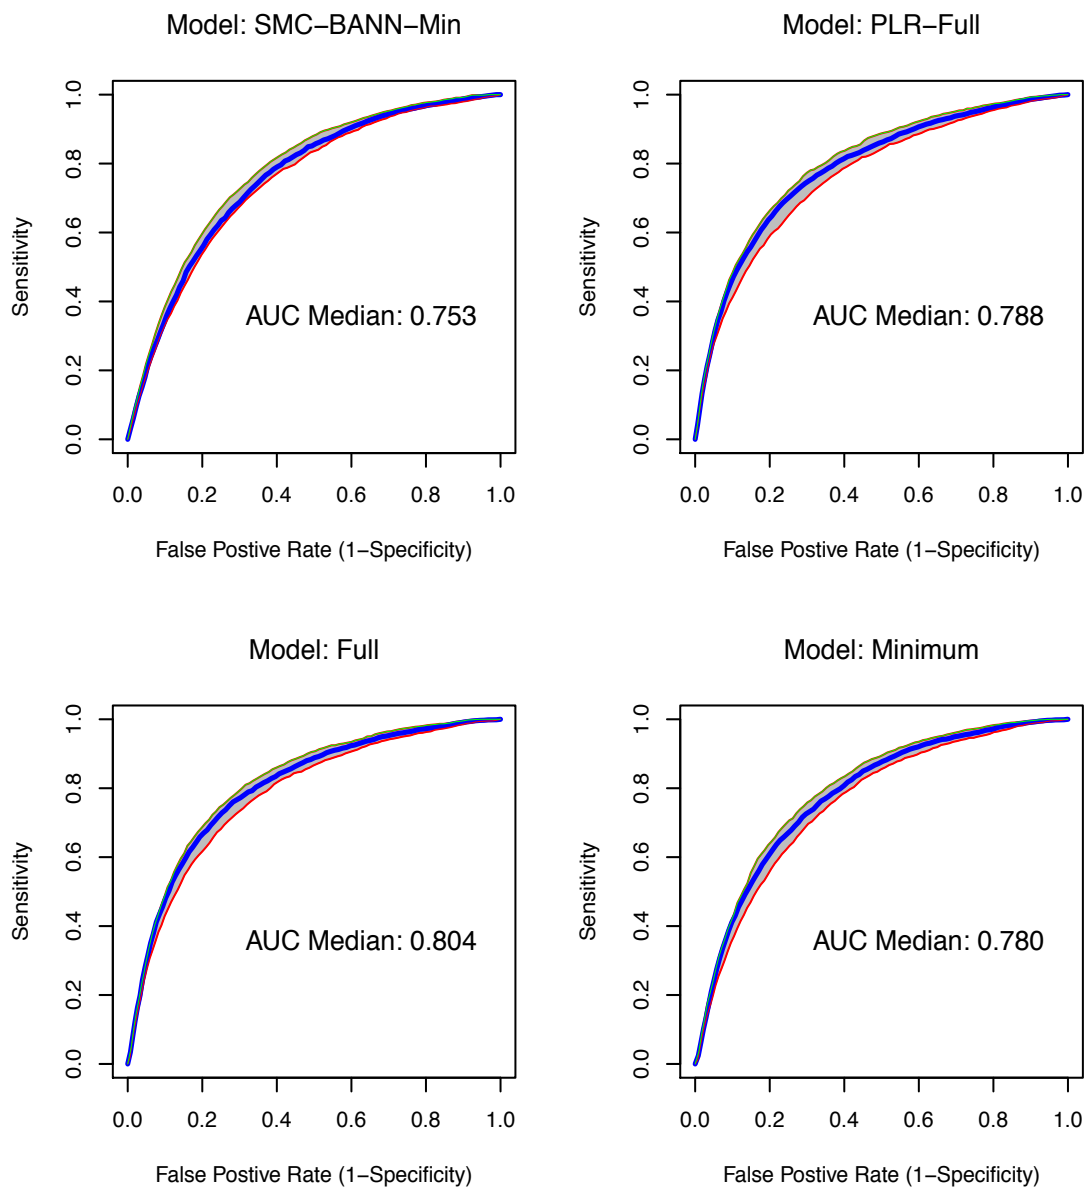 Model: SMC−BANN−Min
Model: PLR−Full
1.0
0.8
0.6
0.4
0.2
0.0
Sensitivity
AUC Median: 0.753
0.0 0.2 0.4 0.6 0.8 1.0
False Postive Rate (1−Specificity)
1.0
0.8
0.6
0.4
0.2
0.0
Sensitivity
AUC Median: 0.788
0.0 0.2 0.4 0.6 0.8 1.0
False Postive Rate (1−Specificity)
Model: Full
Model: Minimum
1.0
0.8
0.6
0.4
0.2
0.0
Sensitivity
AUC Median: 0.804
0.0 0.2 0.4 0.6 0.8 1.0
False Postive Rate (1−Specificity)
1.0
0.8
0.6
0.4
0.2
0.0
Sensitivity
AUC Median: 0.780
0.0 0.2 0.4 0.6 0.8 1.0
False Postive Rate (1−Specificity)